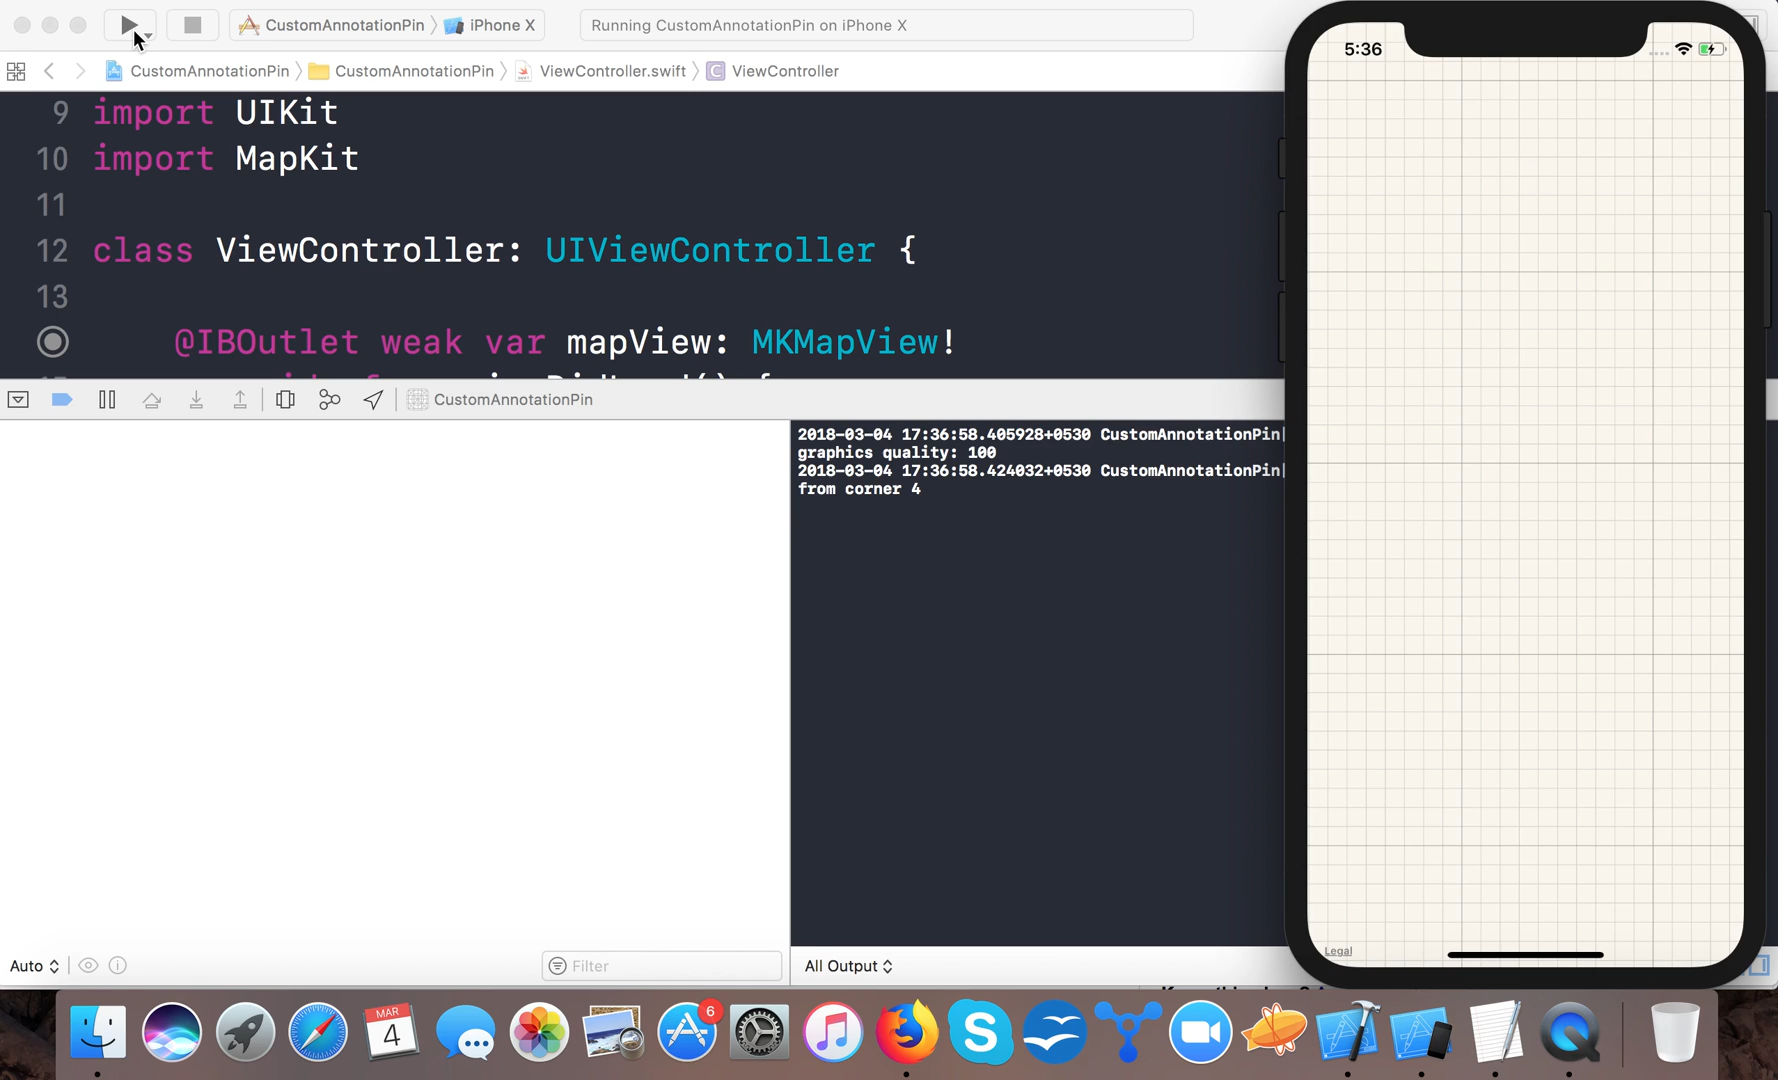 CustomAnnotationPin 〉 iPhone X
Running CustomAnnotationPin on iPhone X
CustomAnnotationPin 〉 CustomAnnotationPin 〉 ViewController.swift 〉 C ViewController
9 import UIKit
10 import MapKit
11
12 class ViewController: UIViewController {
13
@IBOutlet weak var mapView: MKMapView!
CustomAnnotationPin
2018-03-04 17:36:58.405928+0530 CustomAnnotationPin
graphics quality: 100
2018-03-04 17:36:58.424032+0530 CustomAnnotationPin
from corner 4
Auto
Filter
All Output
5:36
Legal
MAR
4
6